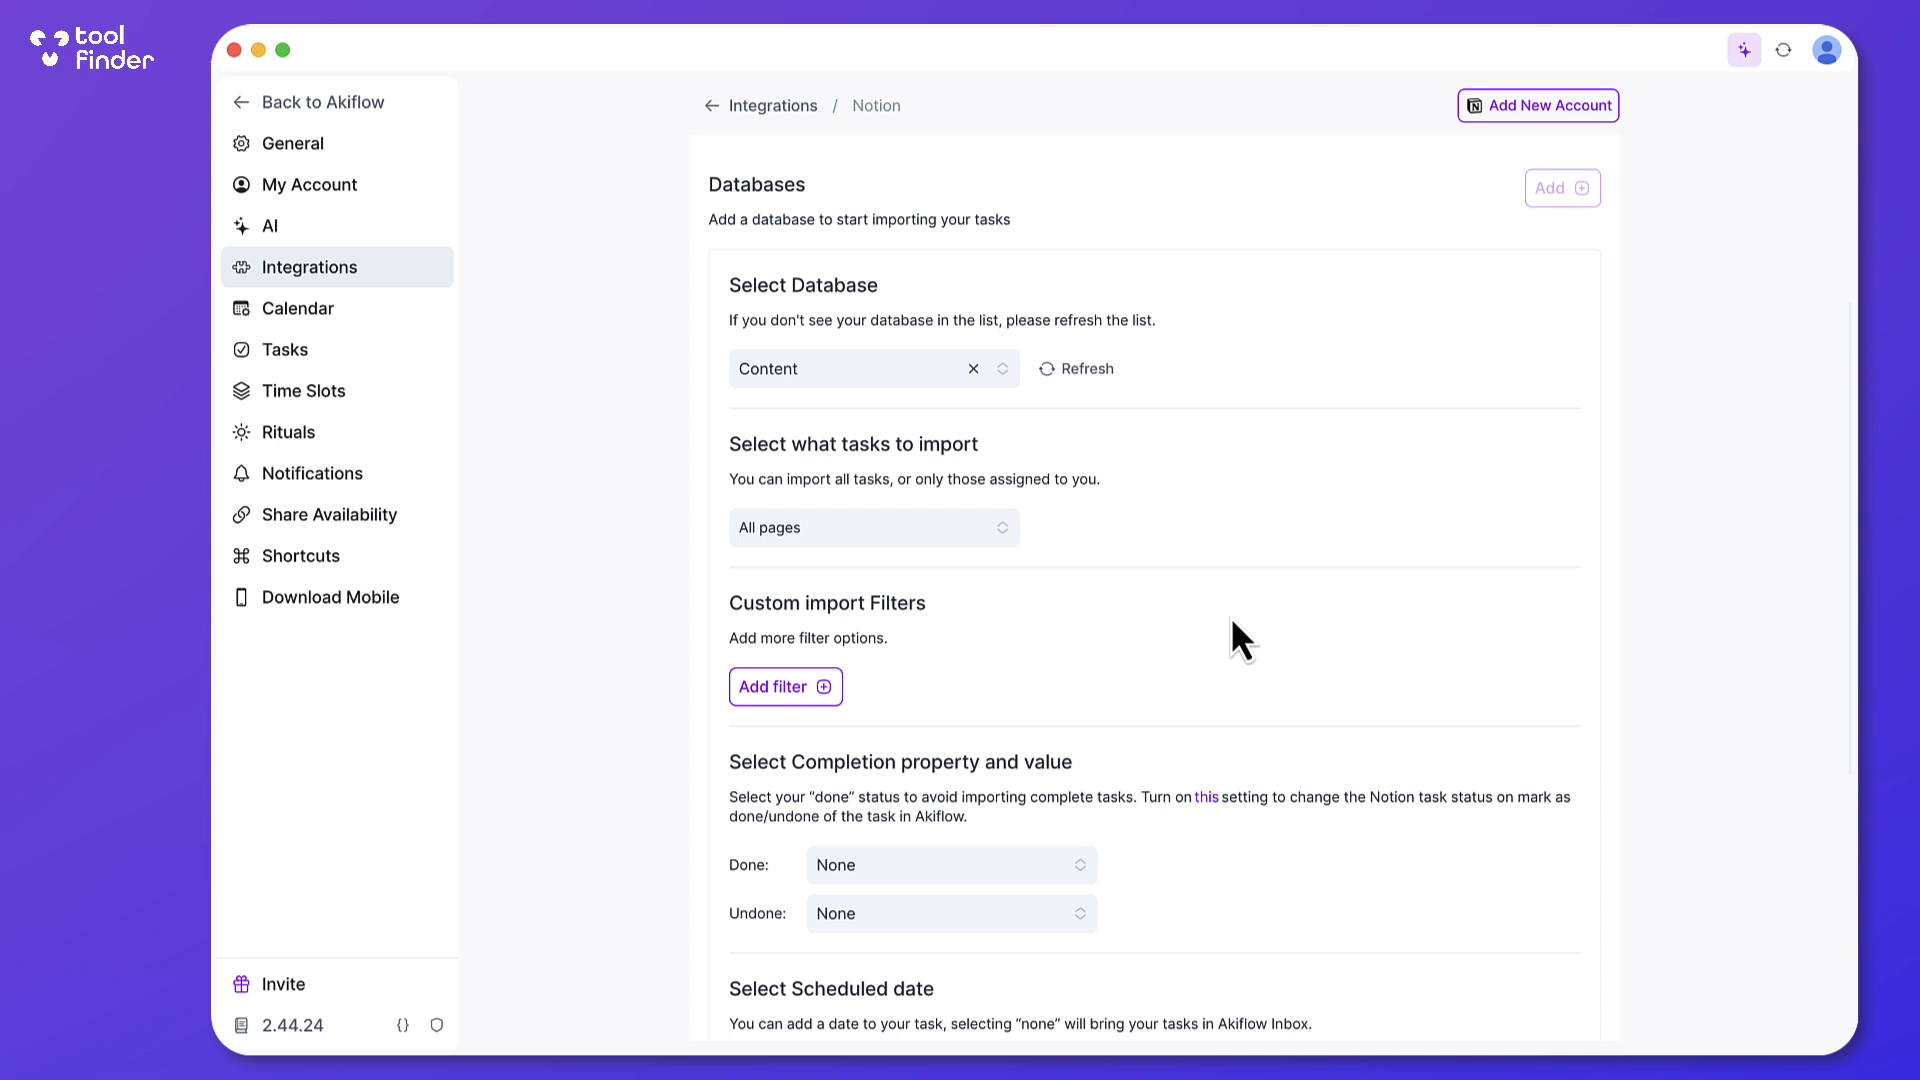 tool
finder
Back to Akiflow
General
My Account
AI
Integrations
Calendar
Tasks
Time Slots
Rituals
Notifications
Share Availability
Shortcuts
Download Mobile
Invite
2.44.24
Integrations / Notion
Add New Account
Databases
Add
Add a database to start importing your tasks
Select Database
If you don't see your database in the list, please refresh the list.
Content
Refresh
Select what tasks to import
You can import all tasks, or only those assigned to you.
All pages
Custom import Filters
Add more filter options.
Add filter
Select Completion property and value
Select your “done” status to avoid importing complete tasks. Turn on this setting to change the Notion task status on mark as
done/undone of the task in Akiflow.
Done: None
Undone: None
Select Scheduled date
You can add a date to your task, selecting “none” will bring your tasks in Akiflow Inbox.